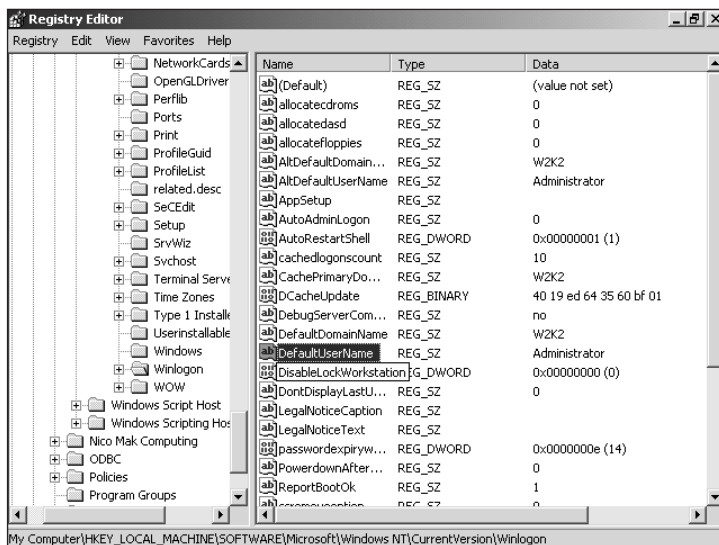 Registry Editor
Registry Edit View Favorites Help
NetworkCards
OpenGLDriver
Perflib
Ports
Print
ProfileGuid
ProfileList
related.desc
SeCEdit
Setup
SrvWiz
Svchost
Terminal Serve
Time Zones
Type 1 Installe
Userinstallable
Windows
Winlogon
WOW
Windows Script Host
Windows Scripting Hos
Nico Mak Computing
ODBC
Policies
Program Groups
Name Type Data
(Default) REG_SZ (value not set)
allocatecdroms REG_SZ 0
allocatedasd REG_SZ 0
allocatefloppies REG_SZ 0
AltDefaultDomain... REG_SZ W2K2
AltDefaultUserName REG_SZ Administrator
AppSetup REG_SZ
AutoAdminLogon REG_SZ 0
AutoRestartShell REG_DWORD 0x00000001 (1)
cachedlogonscount REG_SZ 10
CachePrimaryDo... REG_SZ W2K2
DCacheUpdate REG_BINARY 40 19 ed 64 35 60 bf 01
DebugServerCom... REG_SZ no
DefaultDomainName REG_SZ W2K2
DefaultUserName REG_SZ Administrator
DisableLockWorkstation EG_DWORD 0x00000000 (0)
DontDisplayLastU... REG_SZ 0
LegalNoticeCaption REG_SZ
LegalNoticeText REG_SZ
passwordexpiryw... REG_DWORD 0x0000000e (14)
PowerdownAfter... REG_SZ 0
ReportBootOk REG_SZ 1
scremoveoption REG_SZ 0
My Computer\HKEY_LOCAL_MACHINE\SOFTWARE\Microsoft\Windows NT\CurrentVersion\Winlogon